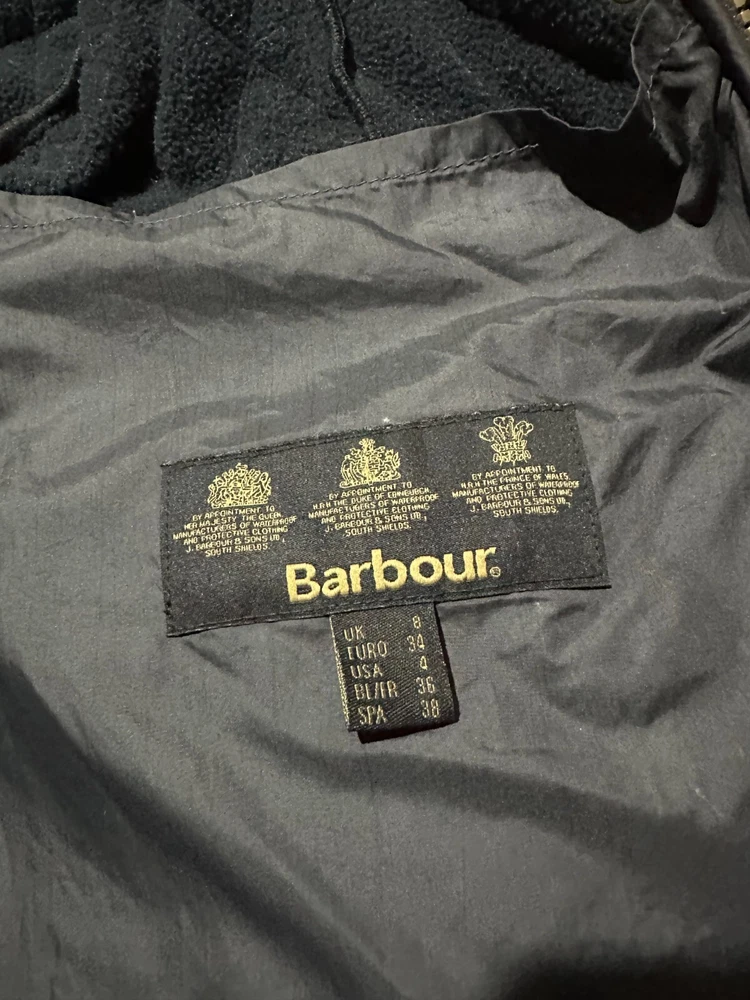 BY APPOINTMENT TO
HER MAJESTY THE QUEEN
MANUFACTURERS OF WATERPROOF
AND PROTECTIVE CLOTHING
J. BARBOUR & SONS LTD,
SOUTH SHIELDS.
BY APPOINTMENT TO
H.R.H THE DUKE OF EDINBURGH
MANUFACTURERS OF WATERPROOF
AND PROTECTIVE CLOTHING
J. BARBOUR & SONS LTD,
SOUTH SHIELDS.
BY APPOINTMENT TO
H.R.H THE PRINCE OF WALES
MANUFACTURERS OF WATERPROOF
AND PROTECTIVE CLOTHING
J. BARBOUR & SONS LTD,
SOUTH SHIELDS.
Barbour®
UK 8
EURO 34
USA 4
BE/FR 36
SPA 38